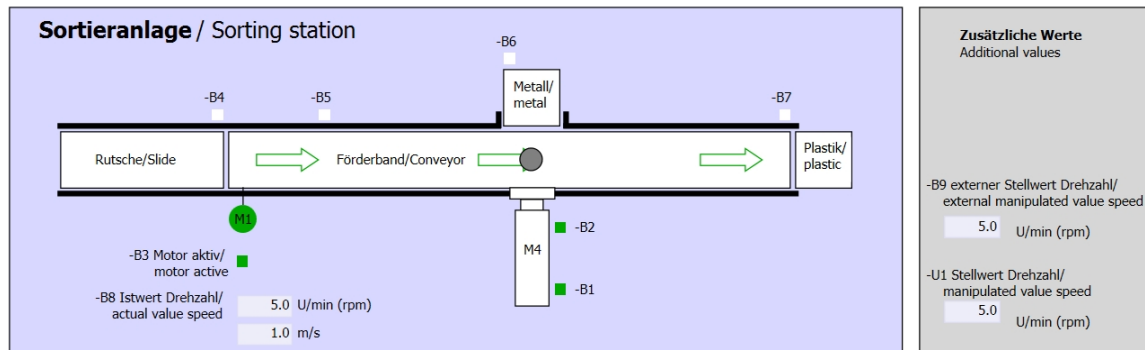 Sortieranlage / Sorting station
-B6
Metall/
metal
-B4
-B5
-B7
Rutsche/Slide
Förderband/Conveyor
Plastik/
plastic
M1
M4
-B2
-B1
-B3 Motor aktiv/
motor active
-B8 Istwert Drehzahl/
actual value speed
5.0 U/min (rpm)
1.0 m/s
Zusätzliche Werte
Additional values
-B9 externer Stellwert Drehzahl/
external manipulated value speed
5.0 U/min (rpm)
-U1 Stellwert Drehzahl/
manipulated value speed
5.0 U/min (rpm)